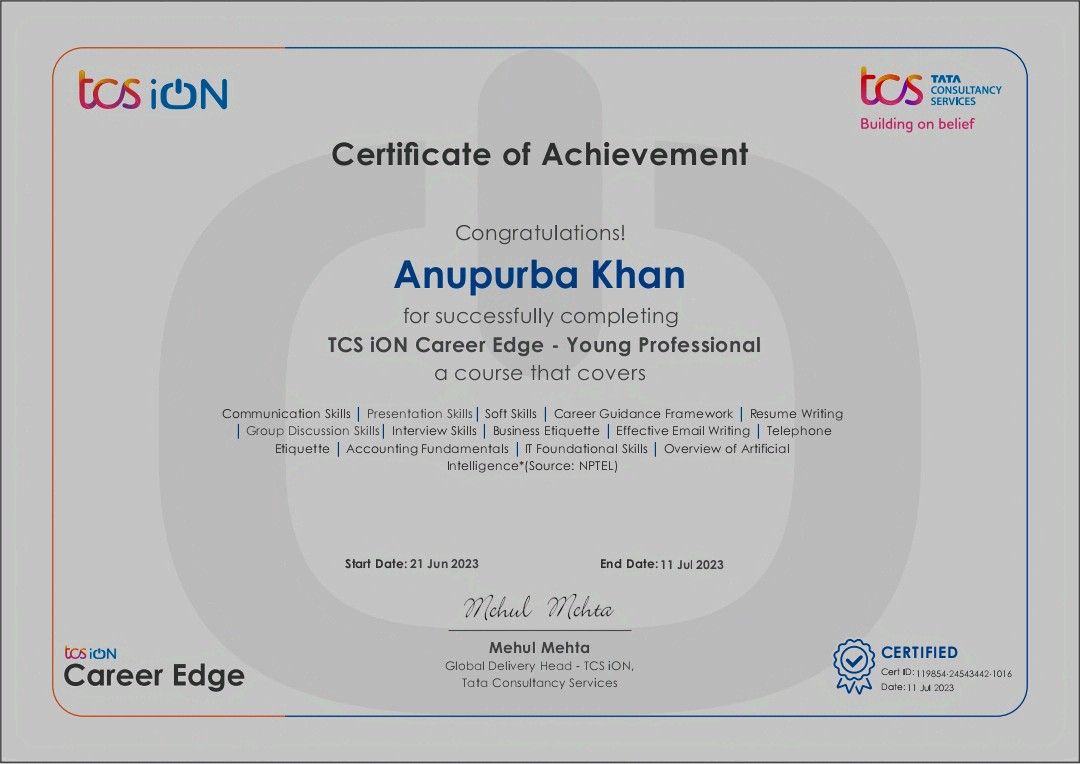 tcs iON
tcs TATA
CONSULTANCY
SERVICES
Building on belief
Certificate of Achievement
Congratulations!
Anupurba Khan
for successfully completing
TCS iON Career Edge - Young Professional
a course that covers
Communication Skills | Presentation Skills | Soft Skills | Career Guidance Framework | Resume Writing
| Group Discussion Skills | Interview Skills | Business Etiquette | Effective Email Writing | Telephone
Etiquette | Accounting Fundamentals | IT Foundational Skills | Overview of Artificial
Intelligence*(Source: NPTEL)
Start Date: 21 Jun 2023 End Date: 11 Jul 2023
Mehul Mehta
Mehul Mehta
Global Delivery Head - TCS iON,
Tata Consultancy Services
tcs iON
Career Edge
CERTIFIED
Cert ID: 119854-24543442-1016
Date: 11 Jul 2023